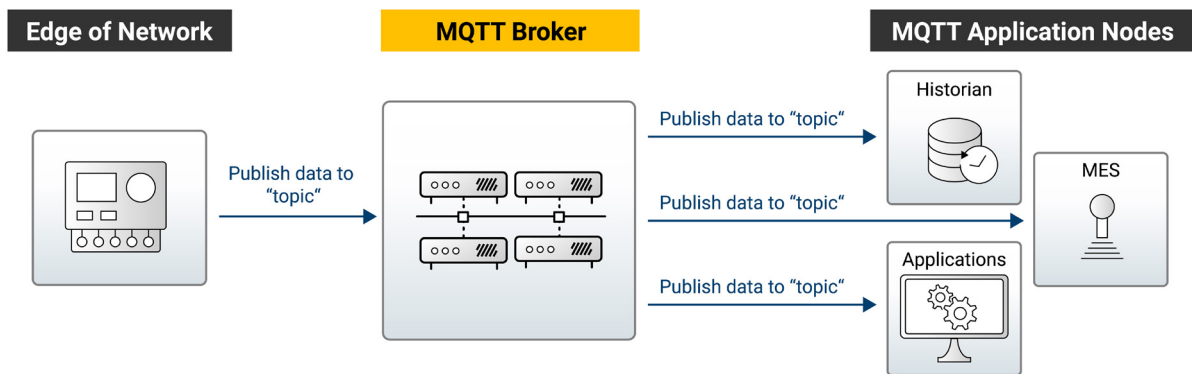 Edge of Network
MQTT Broker
MQTT Application Nodes
Publish data to
“topic“
Publish data to “topic“
Historian
Publish data to “topic“
MES
Publish data to “topic“
Applications